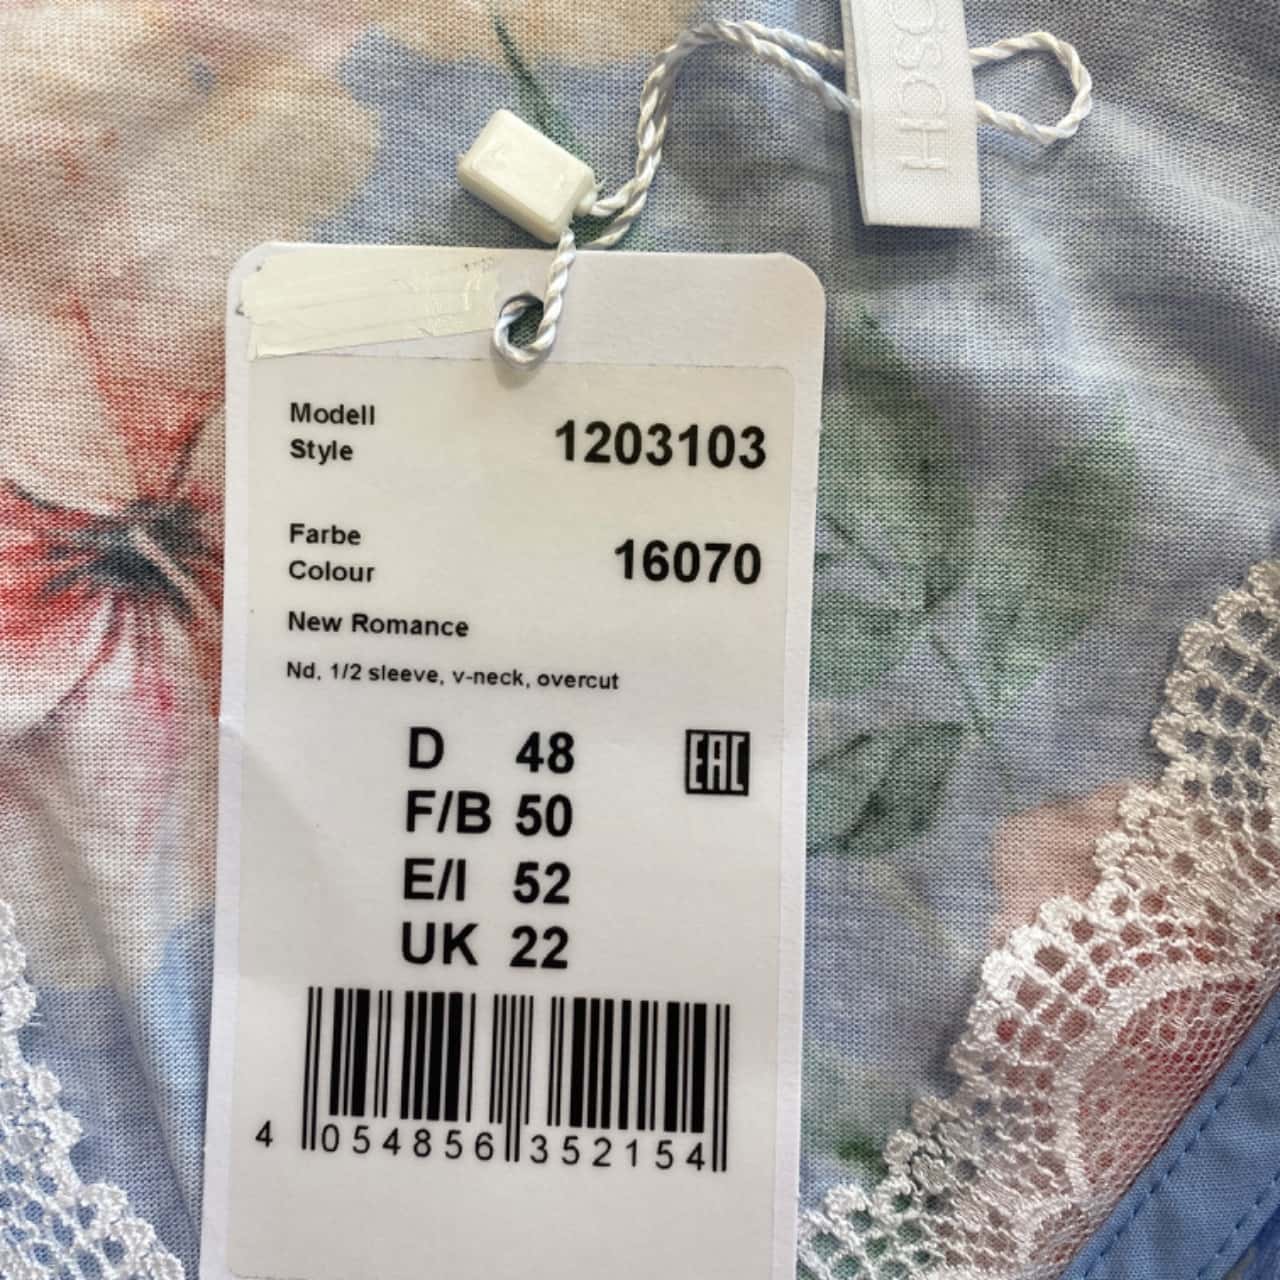 ÖSCH
Modell
Style 1203103
Farbe
Colour 16070
New Romance
Nd, 1/2 sleeve, v-neck, overcut
D 48
F/B 50
E/I 52
UK 22
EAC
4 054856 352154